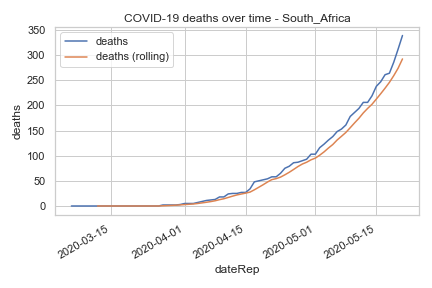 COVID-19 deaths over time - South_Africa
deaths
deaths (rolling)
350
300
250
200
150
100
50
0
deaths
2020-03-15
2020-04-01
2020-04-15
2020-05-01
2020-05-15
dateRep